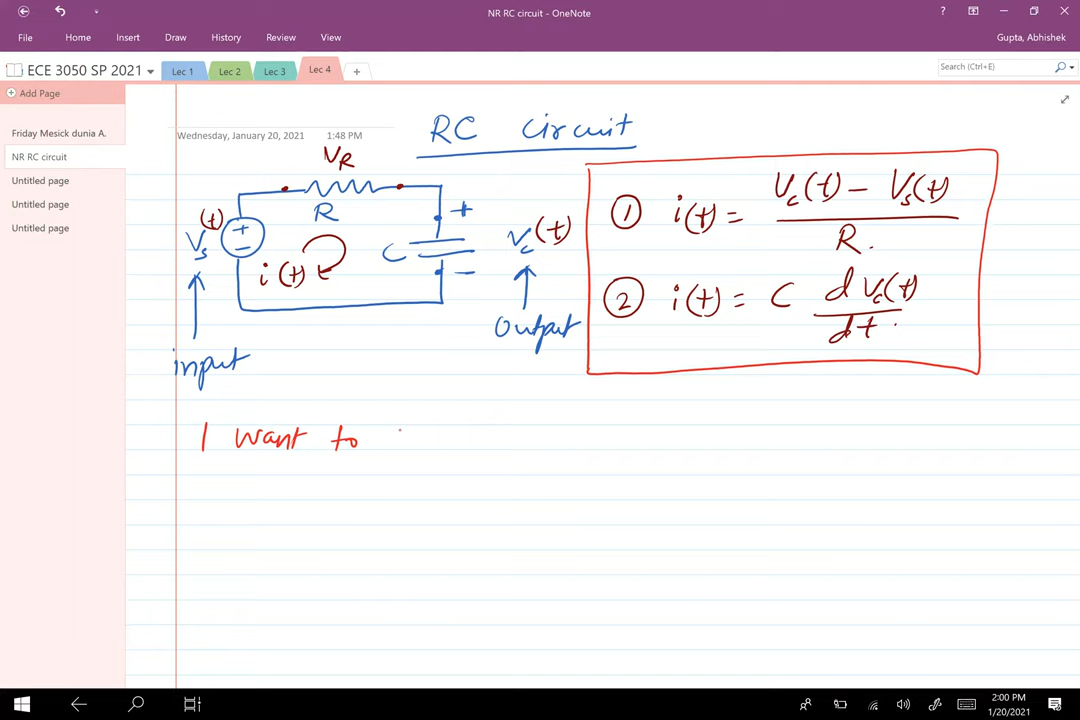 NR RC circuit - OneNote
?
File Home Insert Draw History Review View
Gupta, Abhishek
ECE 3050 SP 2021
Lec 1 Lec 2 Lec 3 Lec 4 +
Search (Ctrl+E)
Add Page
Friday Mesick dunia A.
NR RC circuit
Untitled page
Untitled page
Untitled page
Wednesday, January 20, 2021 1:48 PM
RC circuit
VR
R
+
-
Vs(t)
i(t)
C
+
-
Vc(t)
input
Output
① i(t) = Vc(t) - Vs(t) / R.
② i(t) = C d Vc(t) / dt
I want to
2:00 PM
1/20/2021